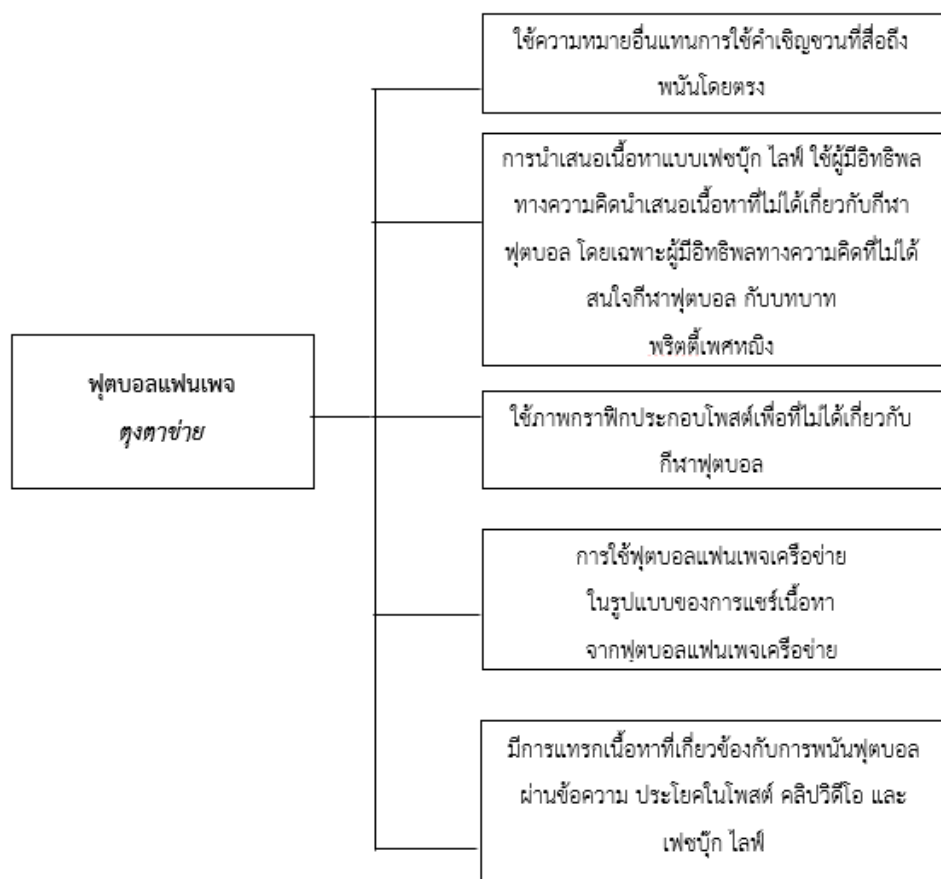 ใช้ความหมายอื่นแทนการใช้คำเชิญชวนที่สื่อถึง
พนันโดยตรง
การนำเสนอเนื้อหาแบบเฟซบุ๊ก ไลฟ์ ใช้ผู้มีอิทธิพล
ทางความคิดนำเสนอเนื้อหาที่ไม่ได้เกี่ยวกับกีฬา
ฟุตบอล โดยเฉพาะผู้มีอิทธิพลทางความคิดที่ไม่ได้
สนใจกีฬาฟุตบอล กับบทบาท
พริตตี้เพศหญิง
ฟุตบอลแฟนเพจ
ตุงตาข่าย
ใช้ภาพกราฟิกประกอบโพสต์เพื่อที่ไม่ได้เกี่ยวกับ
กีฬาฟุตบอล
การใช้ฟุตบอลแฟนเพจเครือข่าย
ในรูปแบบของการแชร์เนื้อหา
จากฟุตบอลแฟนเพจเครือข่าย
มีการแทรกเนื้อหาที่เกี่ยวข้องกับการพนันฟุตบอล
ผ่านข้อความ ประโยคในโพสต์ คลิปวิดีโอ และ
เฟซบุ๊ก ไลฟ์